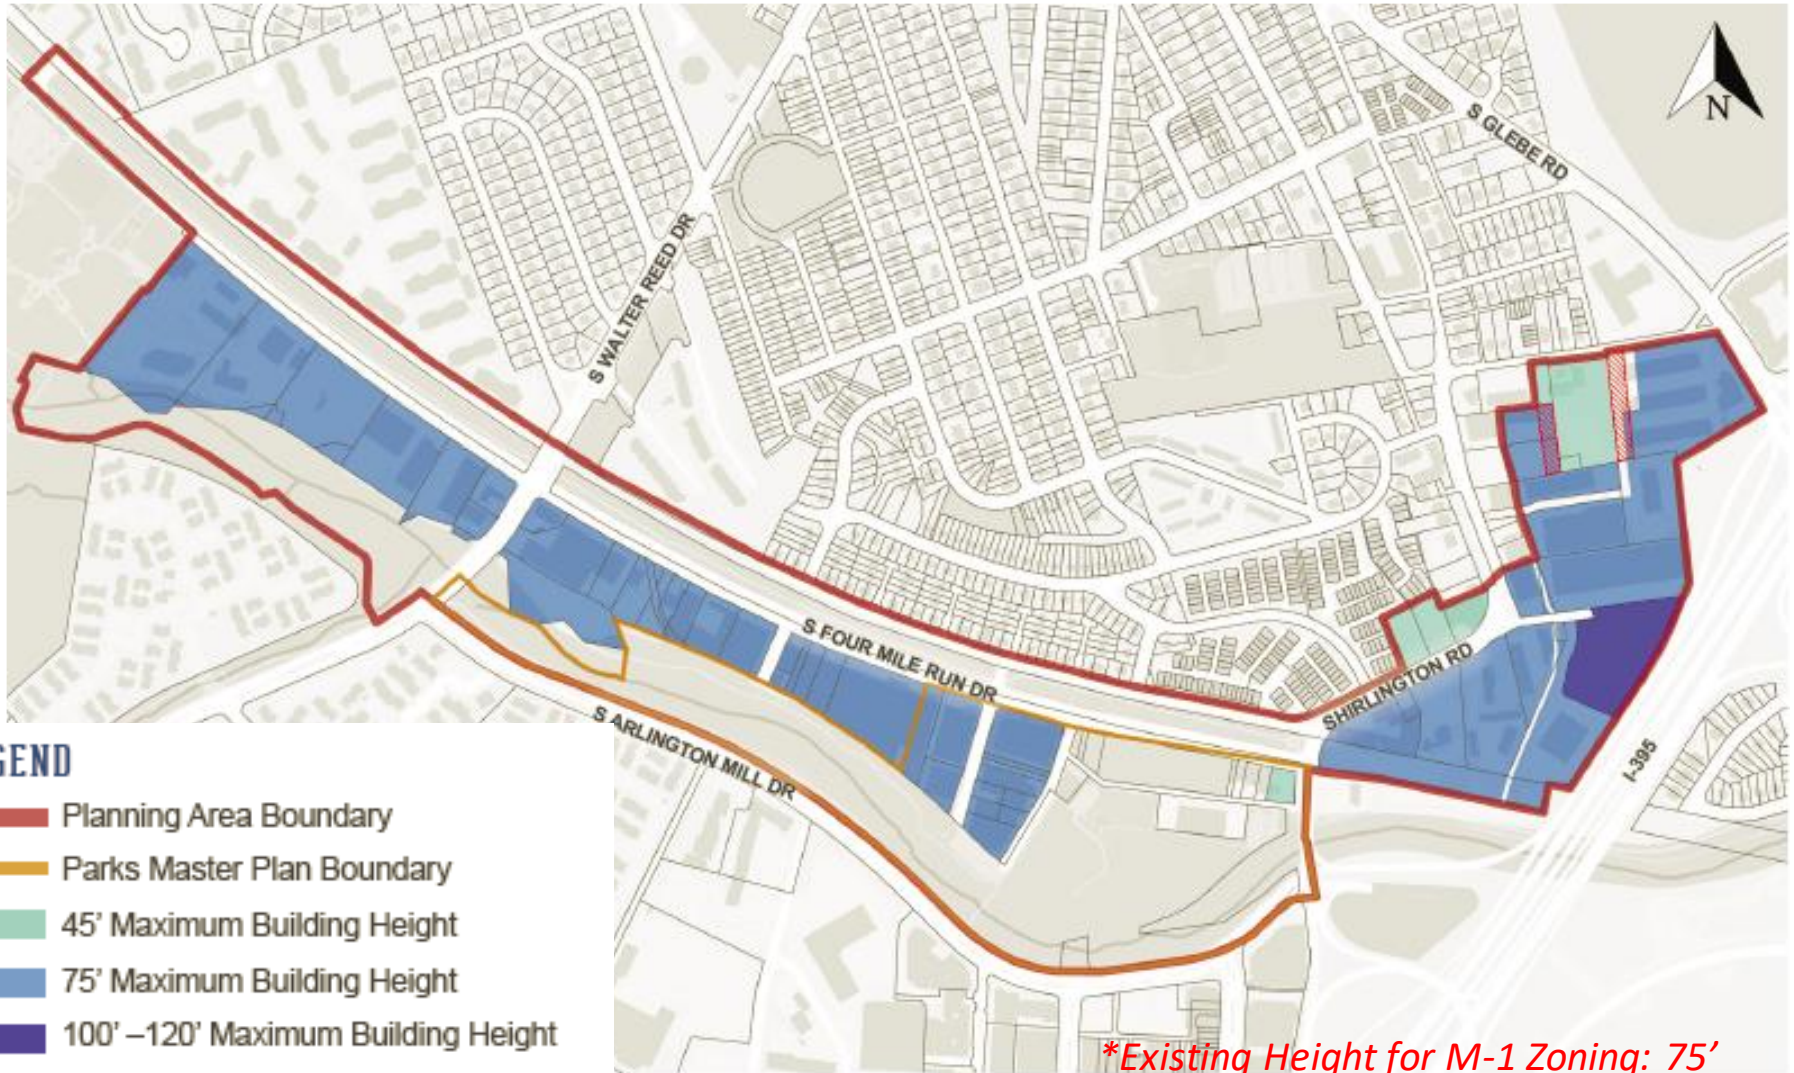 N
S GLEBE RD
S WALTER REED DR
S FOUR MILE RUN DR
SHIRLINGTON RD
S ARLINGTON MILL DR
I-395
GEND
Planning Area Boundary
Parks Master Plan Boundary
45' Maximum Building Height
75' Maximum Building Height
100' –120' Maximum Building Height
*Existing Height for M-1 Zoning: 75'